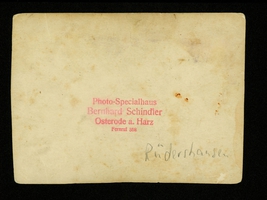 Photo-Specialhaus
Bernhard Schindler
Osterode a. Harz
Rüdershausen